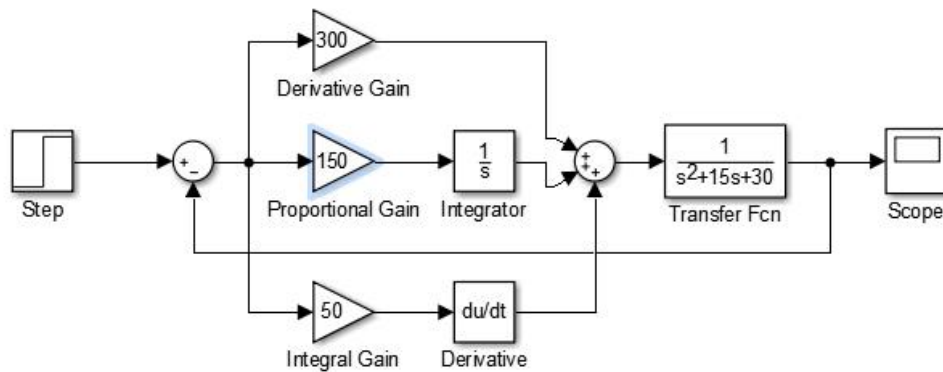 300
Derivative Gain
Step
+
−
150
Proportional Gain
1
s
Integrator
+
+
+
1
s²+15s+30
Transfer Fcn
Scope
50
Integral Gain
du/dt
Derivative